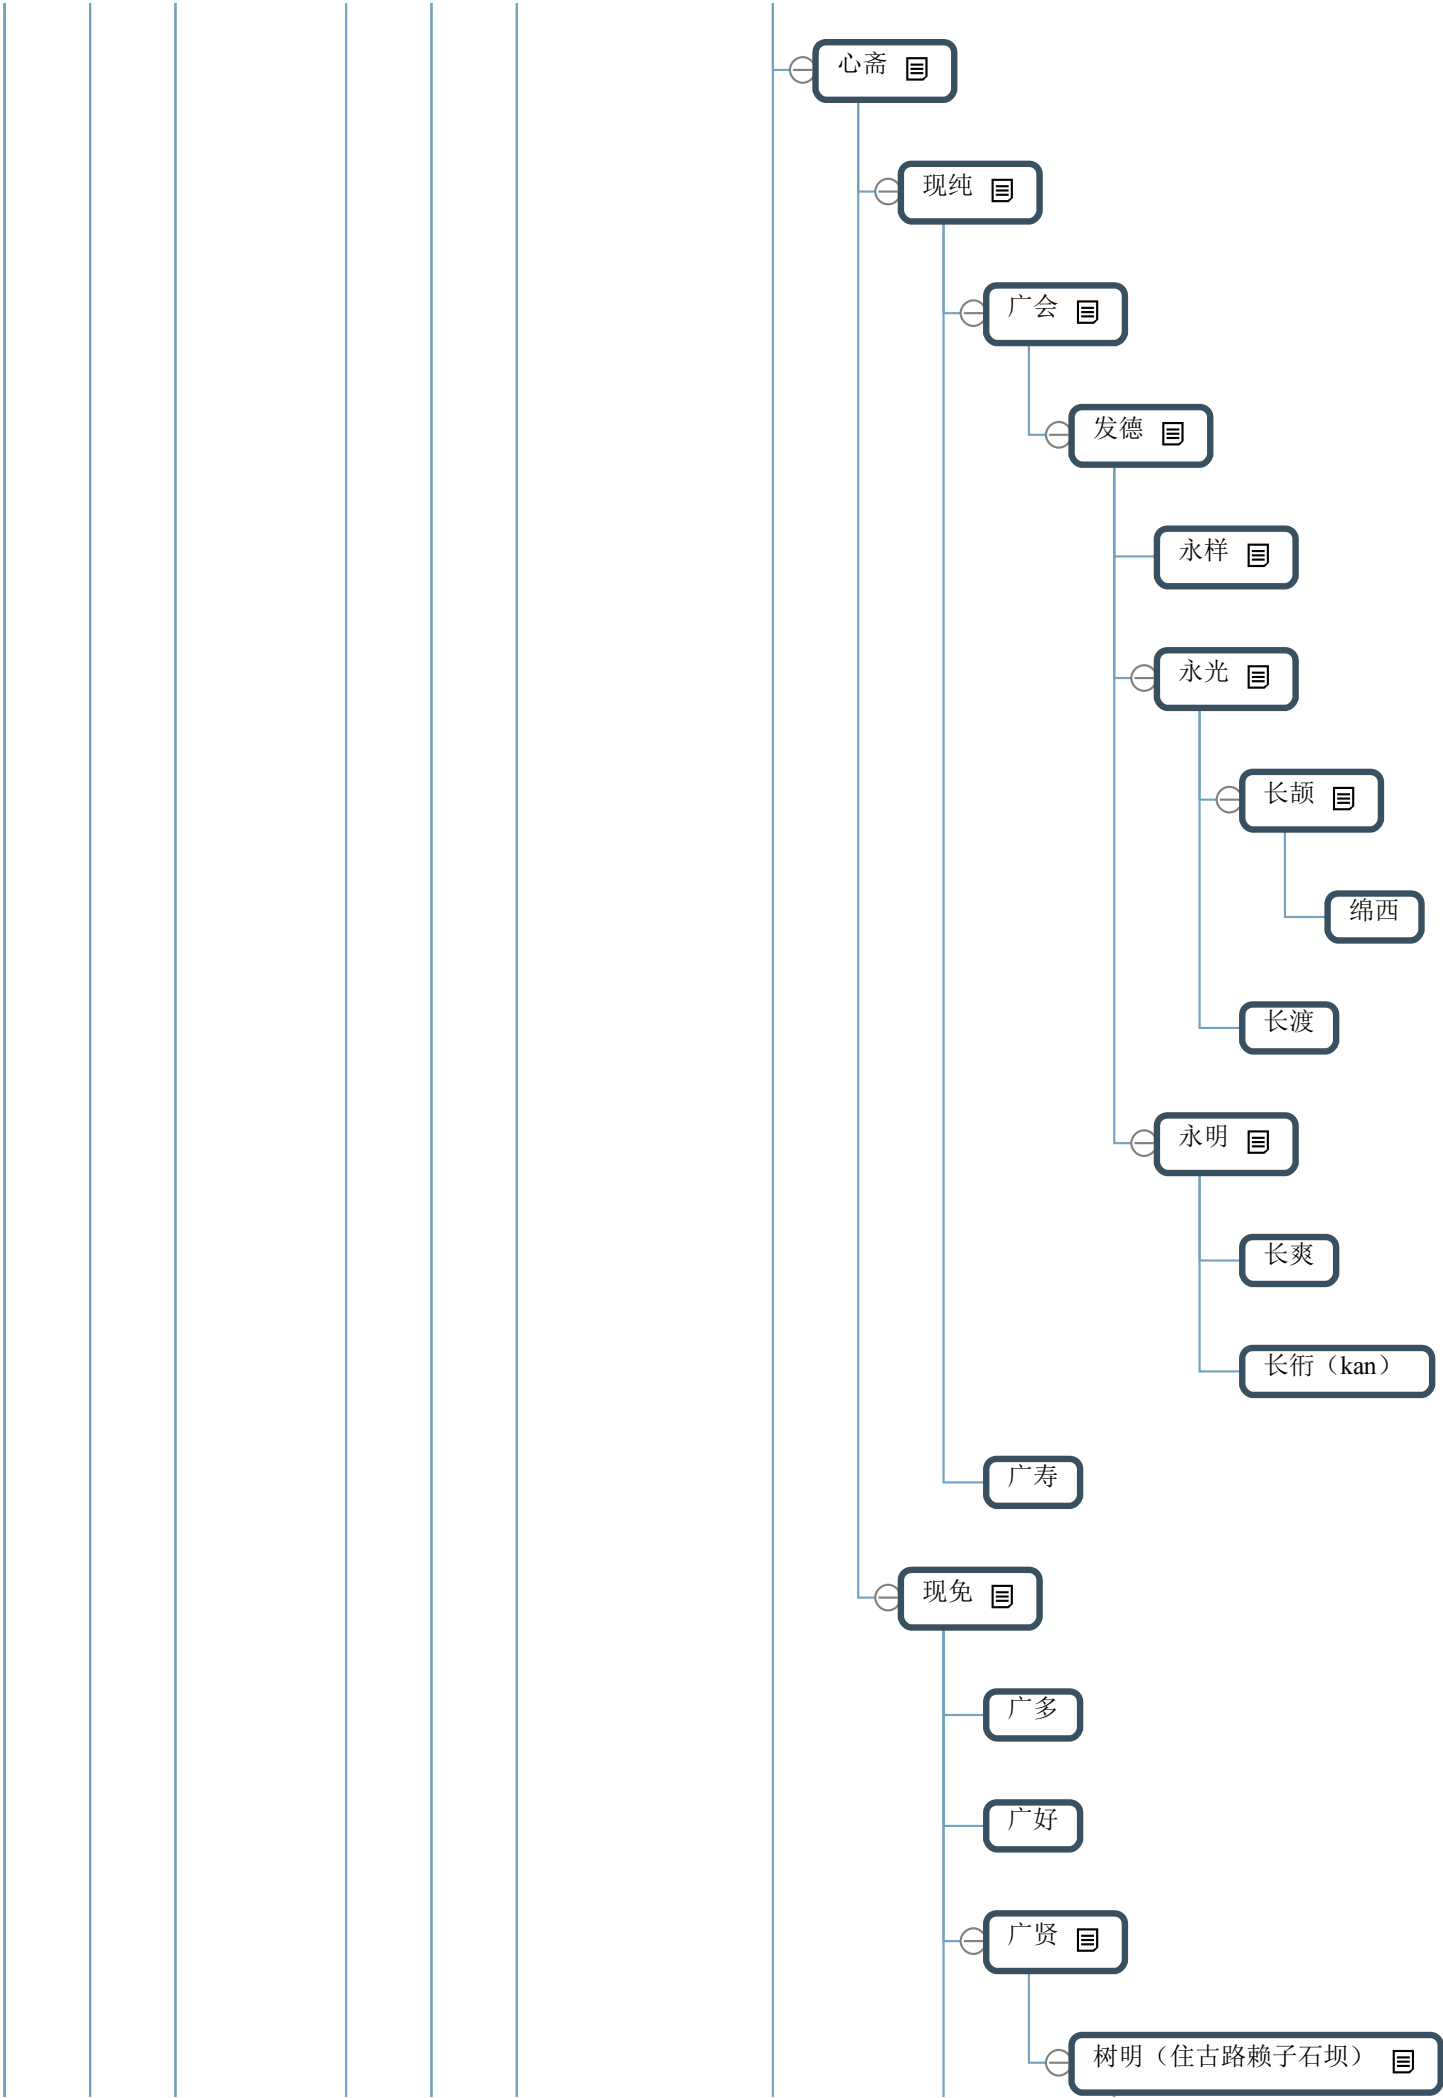 心斋
现纯
广会
发德
永样
永光
长颉
绵西
长渡
永明
长爽
长衎（kan）
广寿
现免
广多
广好
广贤
树明（住古路赖子石坝）